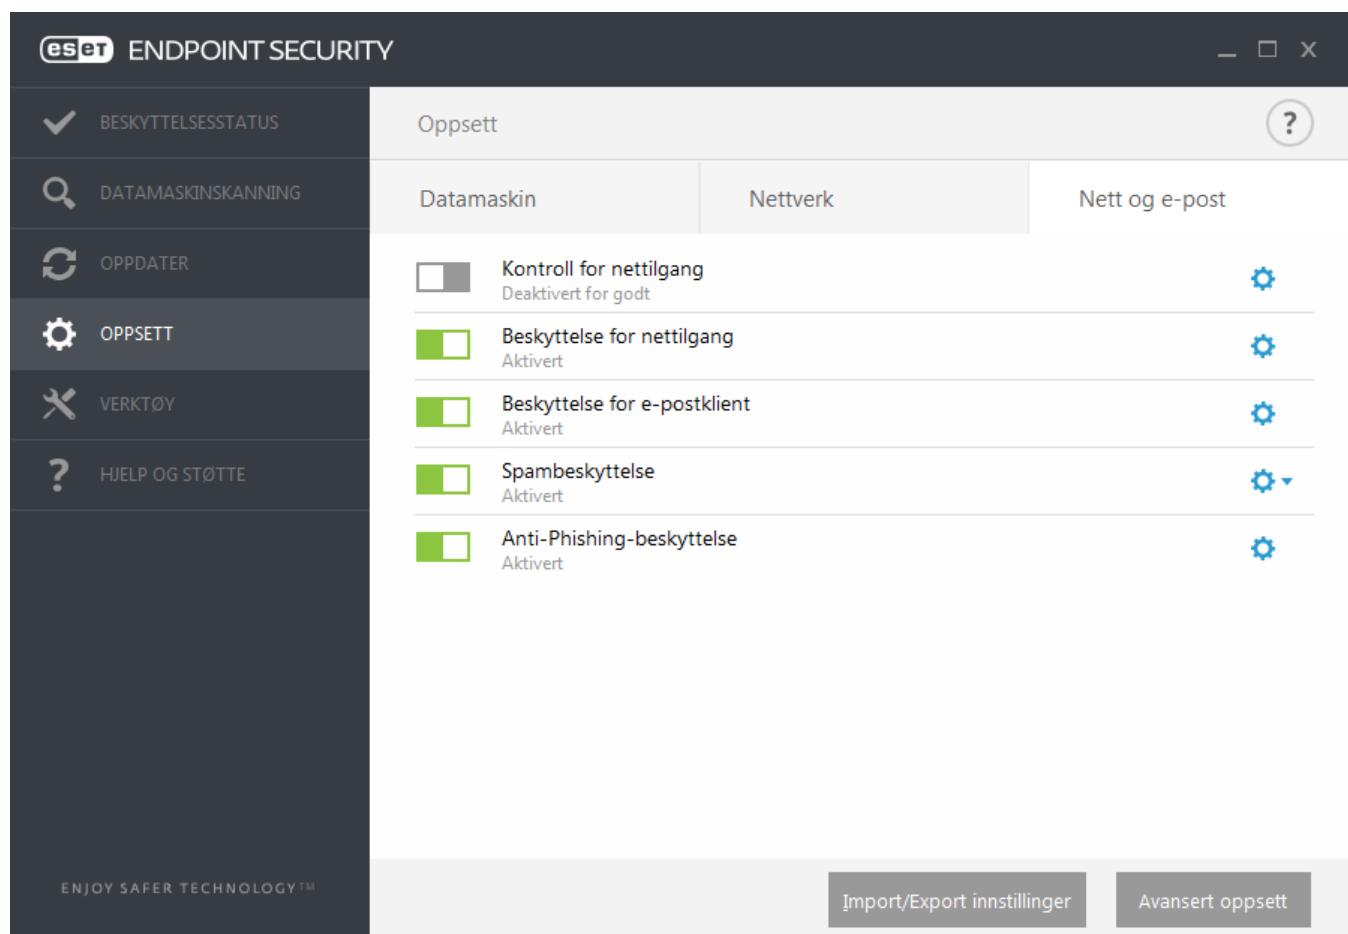 eset ENDPOINT SECURITY
BESKYTTELSESSTATUS
DATAMASKINSKANNING
OPPDATER
OPPSETT
VERKTØY
HJELP OG STØTTE
ENJOY SAFER TECHNOLOGY™
Oppsett
?
Datamaskin
Nettverk
Nett og e-post
Kontroll for nettilgang
Deaktivert for godt
Beskyttelse for nettilgang
Aktivert
Beskyttelse for e-postklient
Aktivert
Spambeskyttelse
Aktivert
Anti-Phishing-beskyttelse
Aktivert
Import/Export innstillinger
Avansert oppsett